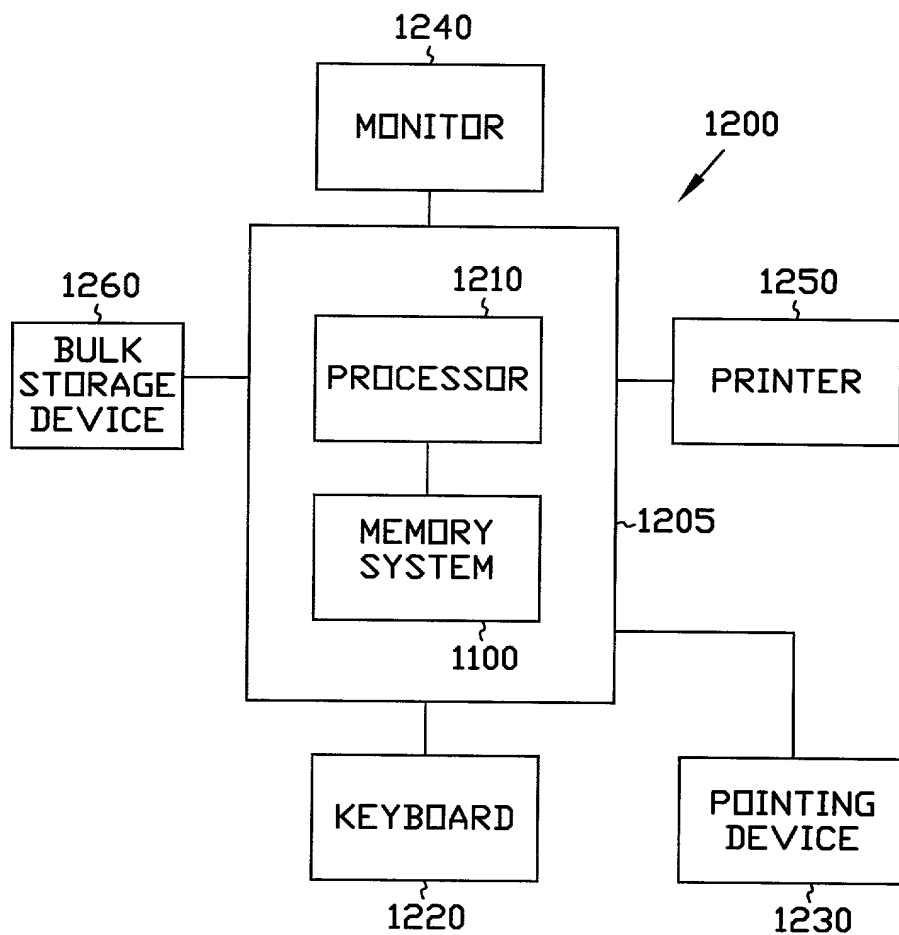 1240
MONITOR
1200
1260
BULK
STORAGE
DEVICE
1210
PROCESSOR
1250
PRINTER
MEMORY
SYSTEM
1205
1100
KEYBOARD
1220
POINTING
DEVICE
1230